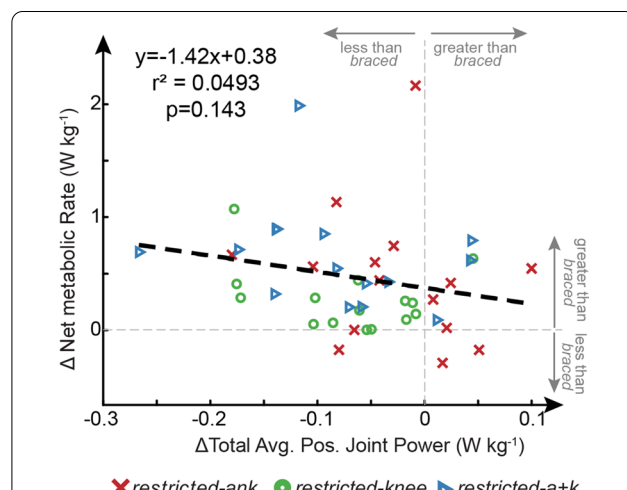 less than
braced
greater than
braced
y=-1.42x+0.38
r² = 0.0493
p=0.143
Δ Net metabolic Rate (W kg⁻¹)
2
1
0
greater than
braced
less than
braced
-0.3
-0.2
-0.1
0
0.1
ΔTotal Avg. Pos. Joint Power (W kg⁻¹)
restricted-ank
restricted-knee
restricted-a+k